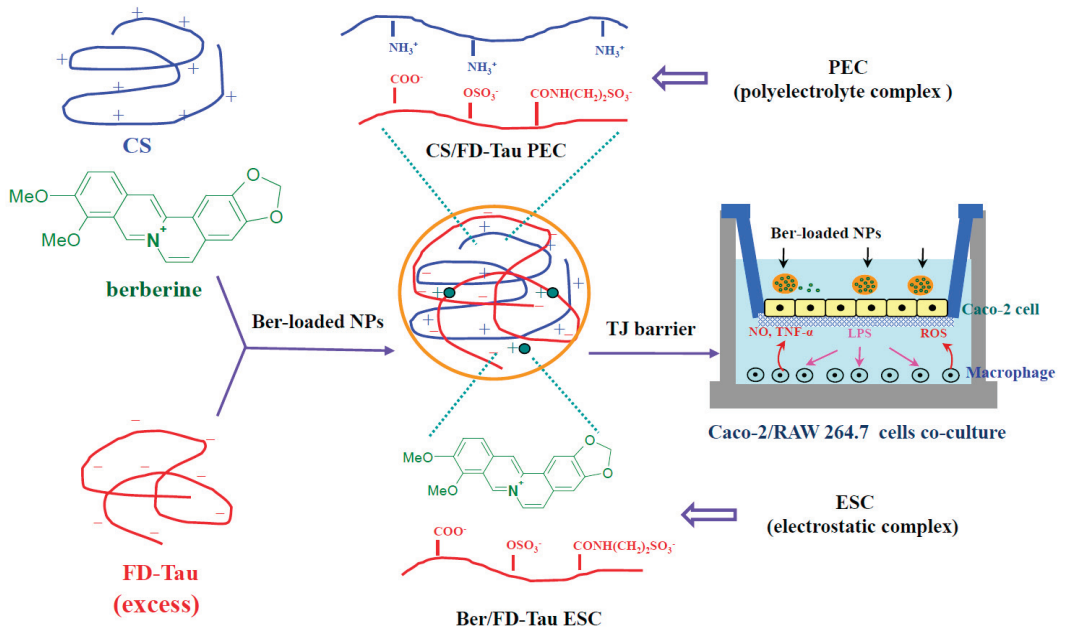 CS
MeO
MeO
N+
O
O
berberine
FD-Tau
(excess)
Ber-loaded NPs
NH₃⁺
NH₃⁺
NH₃⁺
COO⁻
OSO₃⁻
CONH(CH₂)₂SO₃⁻
CS/FD-Tau PEC
PEC
(polyelectrolyte complex )
TJ barrier
Ber-loaded NPs
Caco-2 cell
NO, TNF-α
LPS
ROS
Macrophage
Caco-2/RAW 264.7 cells co-culture
MeO
MeO
N+
O
O
COO⁻
OSO₃⁻
CONH(CH₂)₂SO₃⁻
Ber/FD-Tau ESC
ESC
(electrostatic complex)